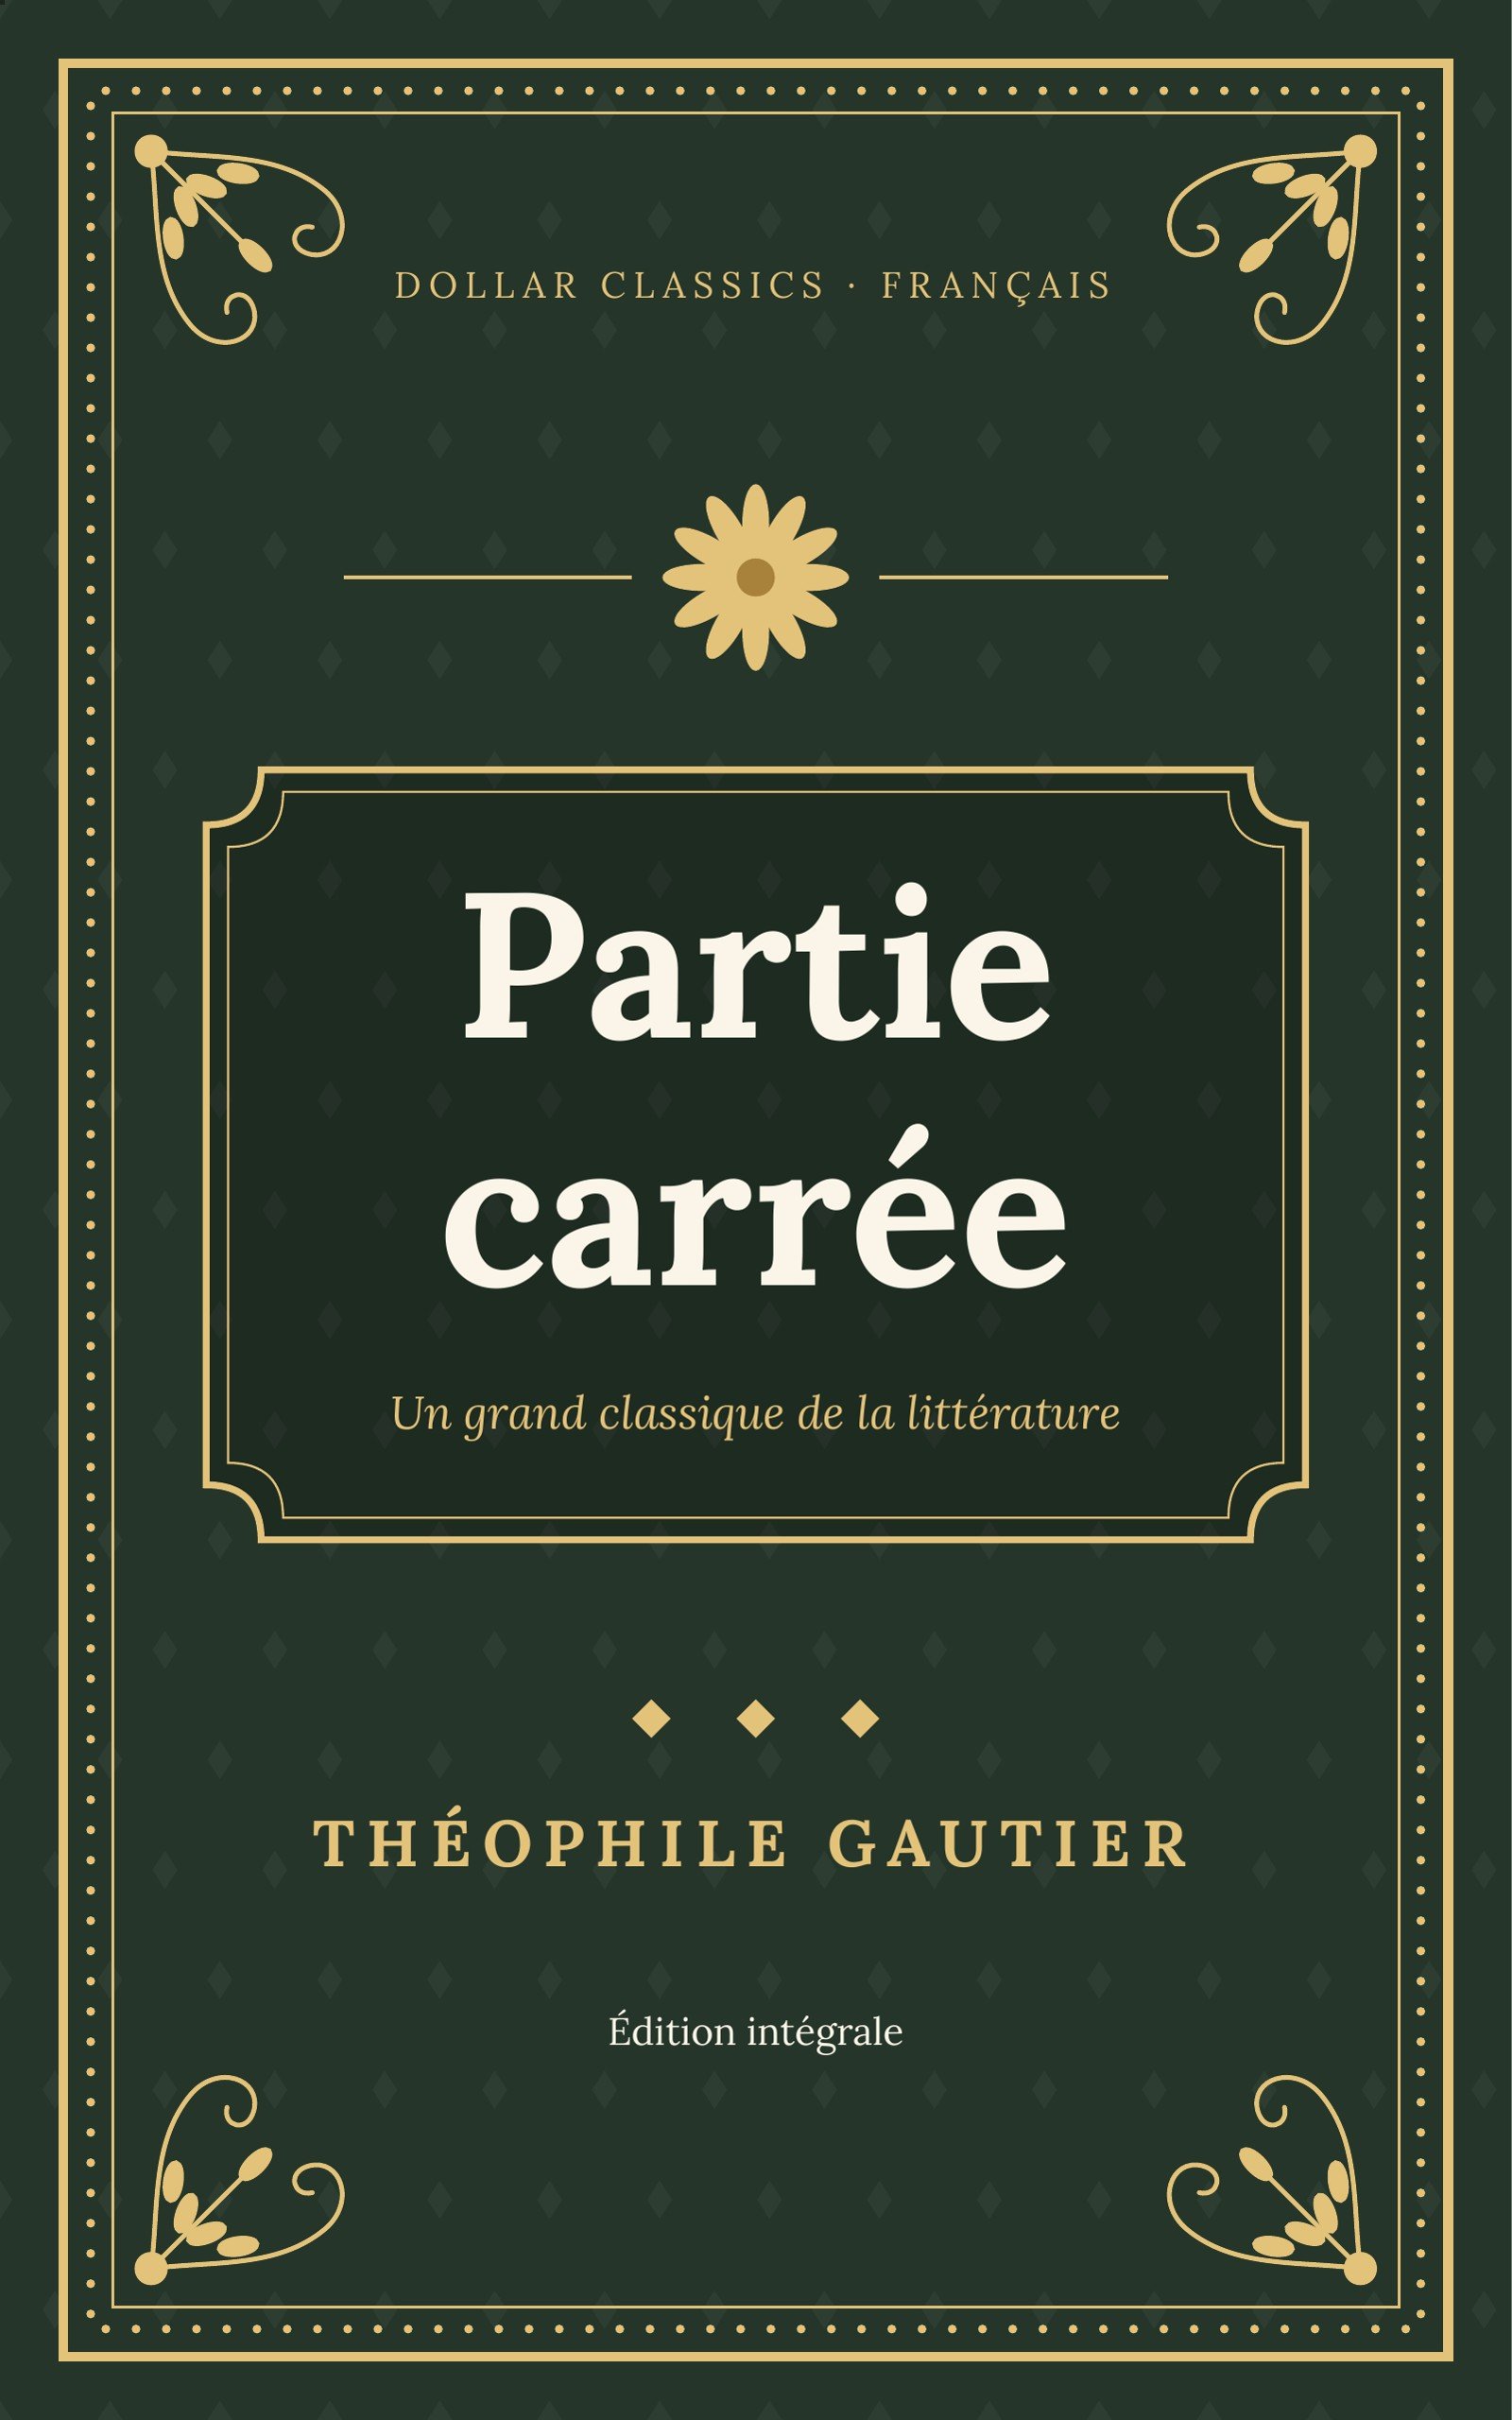 DOLLAR CLASSICS · FRANÇAIS
Partie
carrée
Un grand classique de la littérature
THÉOPHILE GAUTIER
Édition intégrale